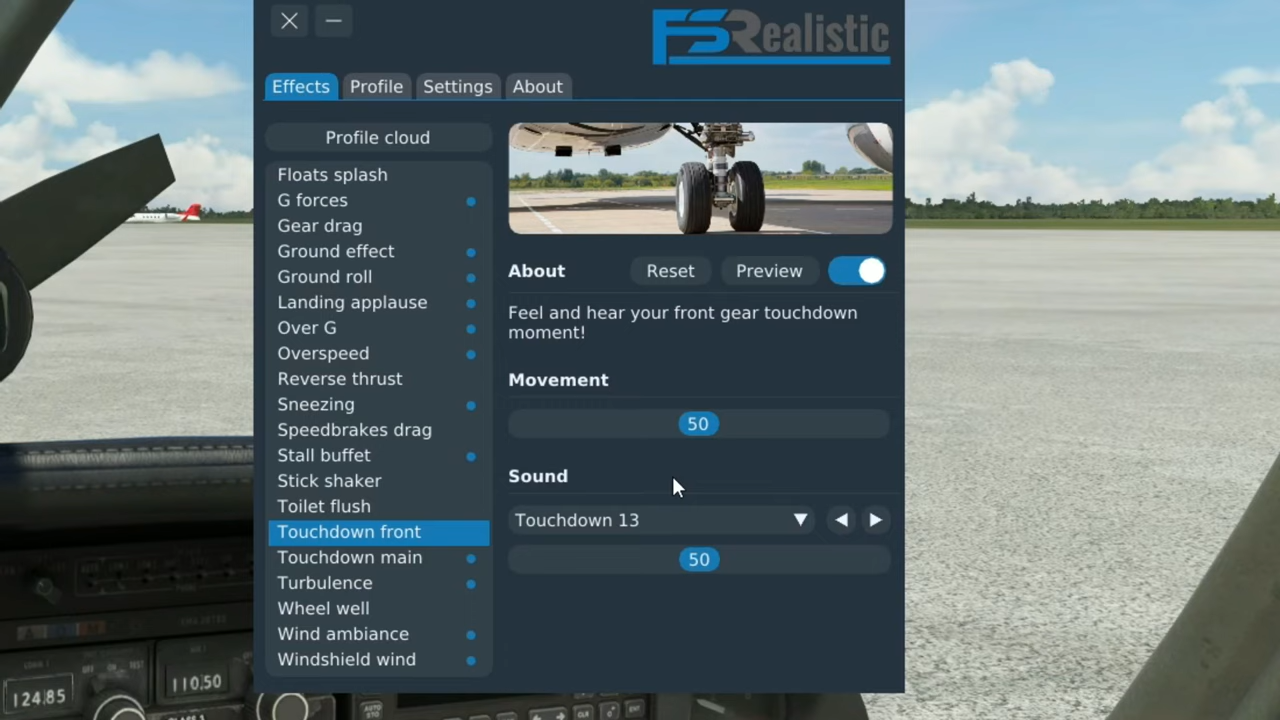 FSRealistic
Effects
Profile
Settings
About
Profile cloud
Floats splash
G forces
Gear drag
Ground effect
Ground roll
Landing applause
Over G
Overspeed
Reverse thrust
Sneezing
Speedbrakes drag
Stall buffet
Stick shaker
Toilet flush
Touchdown front
Touchdown main
Turbulence
Wheel well
Wind ambiance
Windshield wind
About
Reset
Preview
Feel and hear your front gear touchdown
moment!
Movement
50
Sound
Touchdown 13
50
124.85
110.50